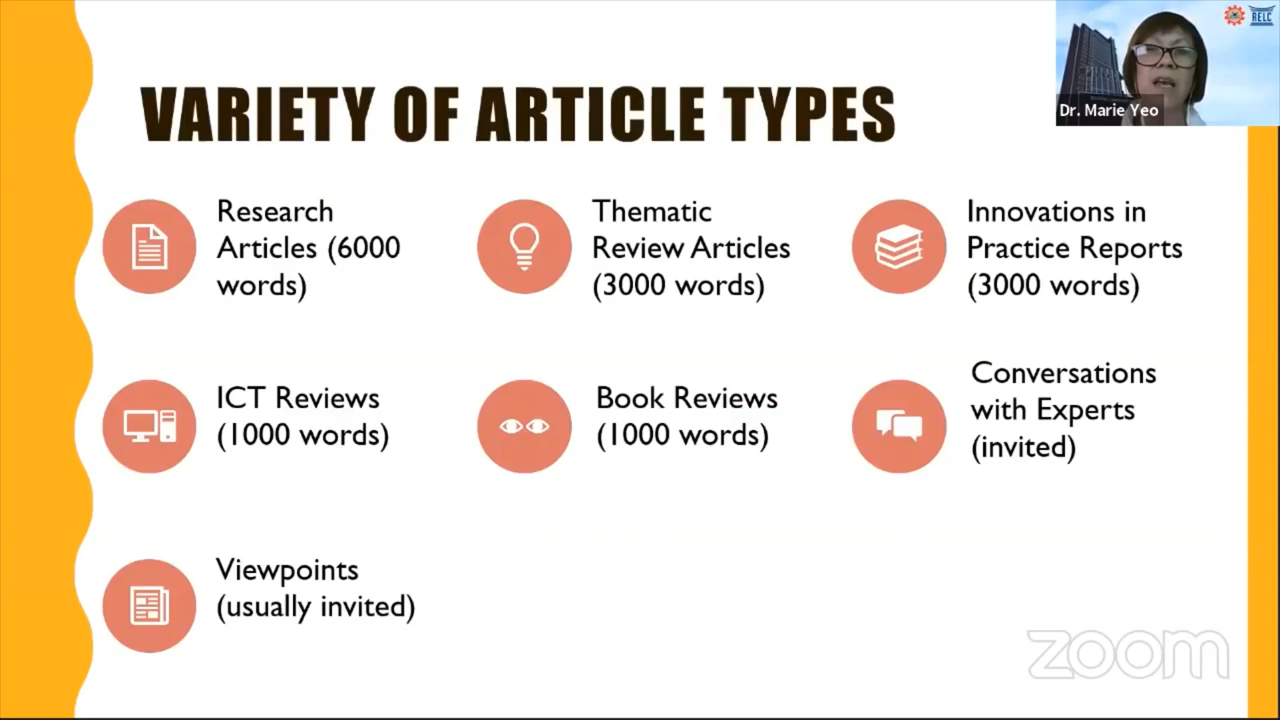 VARIETY OF ARTICLE TYPES
RELC
Dr. Marie Yeo
Research
Articles (6000
words)
Thematic
Review Articles
(3000 words)
Innovations in
Practice Reports
(3000 words)
ICT Reviews
(1000 words)
Book Reviews
(1000 words)
Conversations
with Experts
(invited)
Viewpoints
(usually invited)
zoom